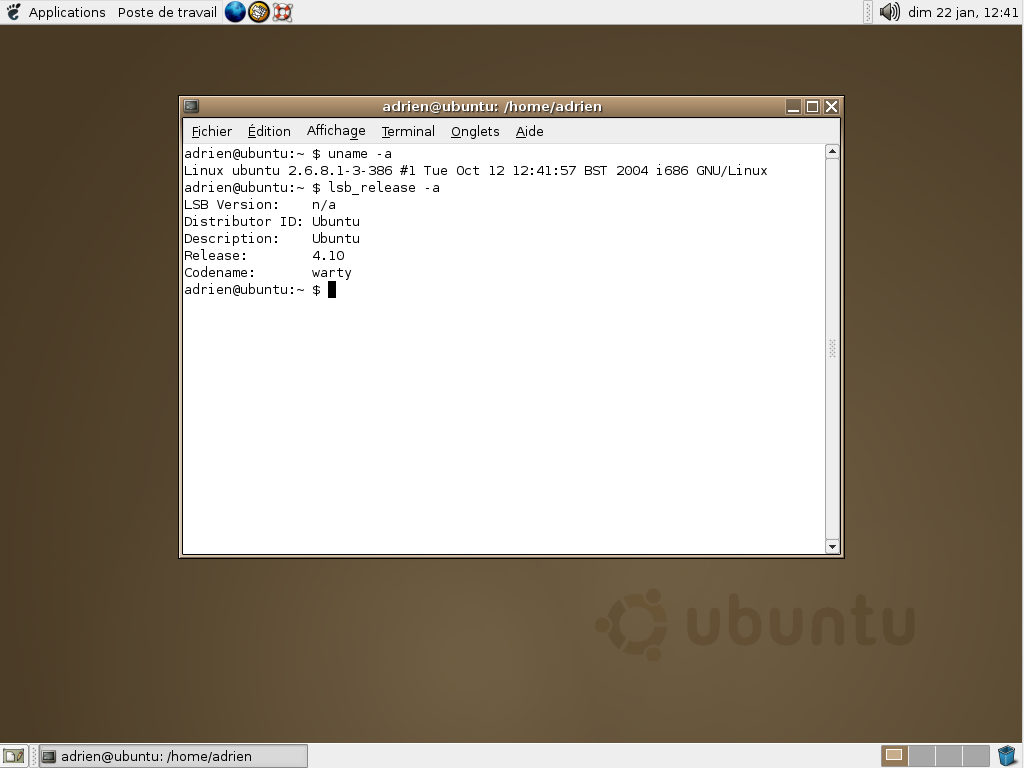 Applications Poste de travail dim 22 jan, 12:41
adrien@ubuntu: /home/adrien
Fichier Édition Affichage Terminal Onglets Aide
adrien@ubuntu:~ $ uname -a
Linux ubuntu 2.6.8.1-3-386 #1 Tue Oct 12 12:41:57 BST 2004 i686 GNU/Linux
adrien@ubuntu:~ $ lsb_release -a
LSB Version:    n/a
Distributor ID: Ubuntu
Description:    Ubuntu
Release:        4.10
Codename:       warty
adrien@ubuntu:~ $
ubuntu
adrien@ubuntu: /home/adrien